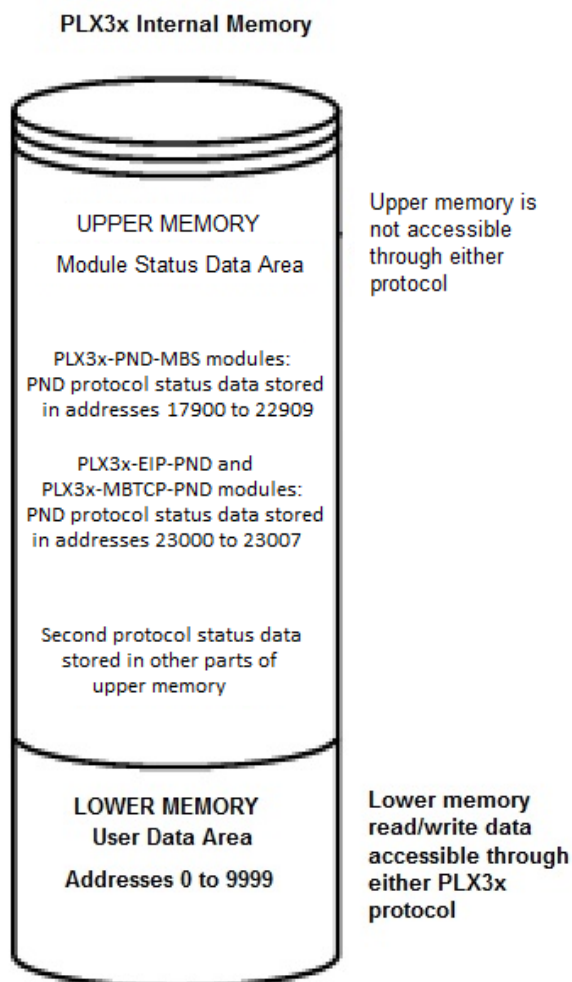 PLX3x Internal Memory
UPPER MEMORY
Module Status Data Area
Upper memory is
not accessible
through either
protocol
PLX3x-PND-MBS modules:
PND protocol status data stored
in addresses 17900 to 22909
PLX3x-EIP-PND and
PLX3x-MBTCP-PND modules:
PND protocol status data stored
in addresses 23000 to 23007
Second protocol status data
stored in other parts of
upper memory
LOWER MEMORY
User Data Area
Addresses 0 to 9999
Lower memory
read/write data
accessible through
either PLX3x
protocol